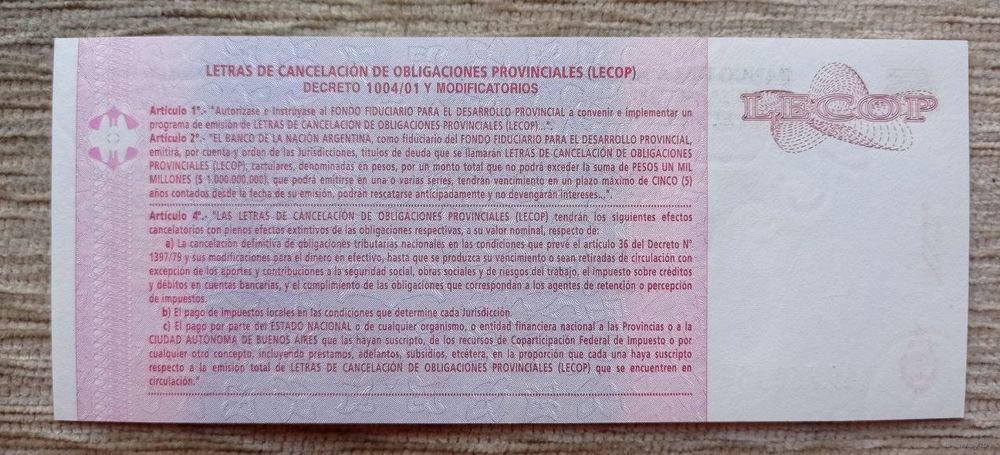 LETRAS DE CANCELACIÓN DE OBLIGACIONES PROVINCIALES (LECOP)
DECRETO 1004/01 Y MODIFICATORIOS
LECOP
Artículo 1º.- "Autorízase e Instrúyase al FONDO FIDUCIARIO PARA EL DESARROLLO PROVINCIAL a convenir e implementar un
programa de emisión de LETRAS DE CANCELACIÓN DE OBLIGACIONES PROVINCIALES (LECOP)...".
Artículo 2º.- "EL BANCO DE LA NACIÓN ARGENTINA, como fiduciario del FONDO FIDUCIARIO PARA EL DESARROLLO PROVINCIAL,
emitirá, por cuenta y orden de las Jurisdicciones, títulos de deuda que se llamarán LETRAS DE CANCELACIÓN DE OBLIGACIONES
PROVINCIALES (LECOP), cartulares, denominadas en pesos, por un monto total que no podrá exceder la suma de PESOS UN MIL
MILLONES ($ 1.000.000.000), que podrá emitirse en una o varias series, tendrán vencimiento en un plazo máximo de CINCO (5)
años contados desde la fecha de su emisión, podrán rescatarse anticipadamente y no devengarán intereses...".
Artículo 4º.- "LAS LETRAS DE CANCELACIÓN DE OBLIGACIONES PROVINCIALES (LECOP) tendrán los siguientes efectos
cancelatorios con plenos efectos extintivos de las obligaciones respectivas, a su valor nominal, respecto de:
a) La cancelación definitiva de obligaciones tributarias nacionales en las condiciones que prevé el artículo 36 del Decreto Nº
1397/79 y sus modificaciones para el dinero en efectivo, hasta que se produzca su vencimiento o sean retiradas de circulación con
excepción de los aportes y contribuciones a la seguridad social, obras sociales y de riesgos del trabajo, el impuesto sobre créditos
y débitos en cuentas bancarias, y el cumplimiento de las obligaciones que correspondan a los agentes de retención o percepción
de impuestos.
b) El pago de impuestos locales en las condiciones que determine cada Jurisdicción.
c) El pago por parte del ESTADO NACIONAL o de cualquier organismo, o entidad financiera nacional a las Provincias o a la
CIUDAD AUTÓNOMA DE BUENOS AIRES que las hayan suscripto, de los recursos de Coparticipación Federal de Impuesto o por
cualquier otro concepto, incluyendo préstamos, adelantos, subsidios, etcétera, en la proporción que cada una haya suscripto
respecto a la emisión total de LETRAS DE CANCELACIÓN DE OBLIGACIONES PROVINCIALES (LECOP) que se encuentren en
circulación."